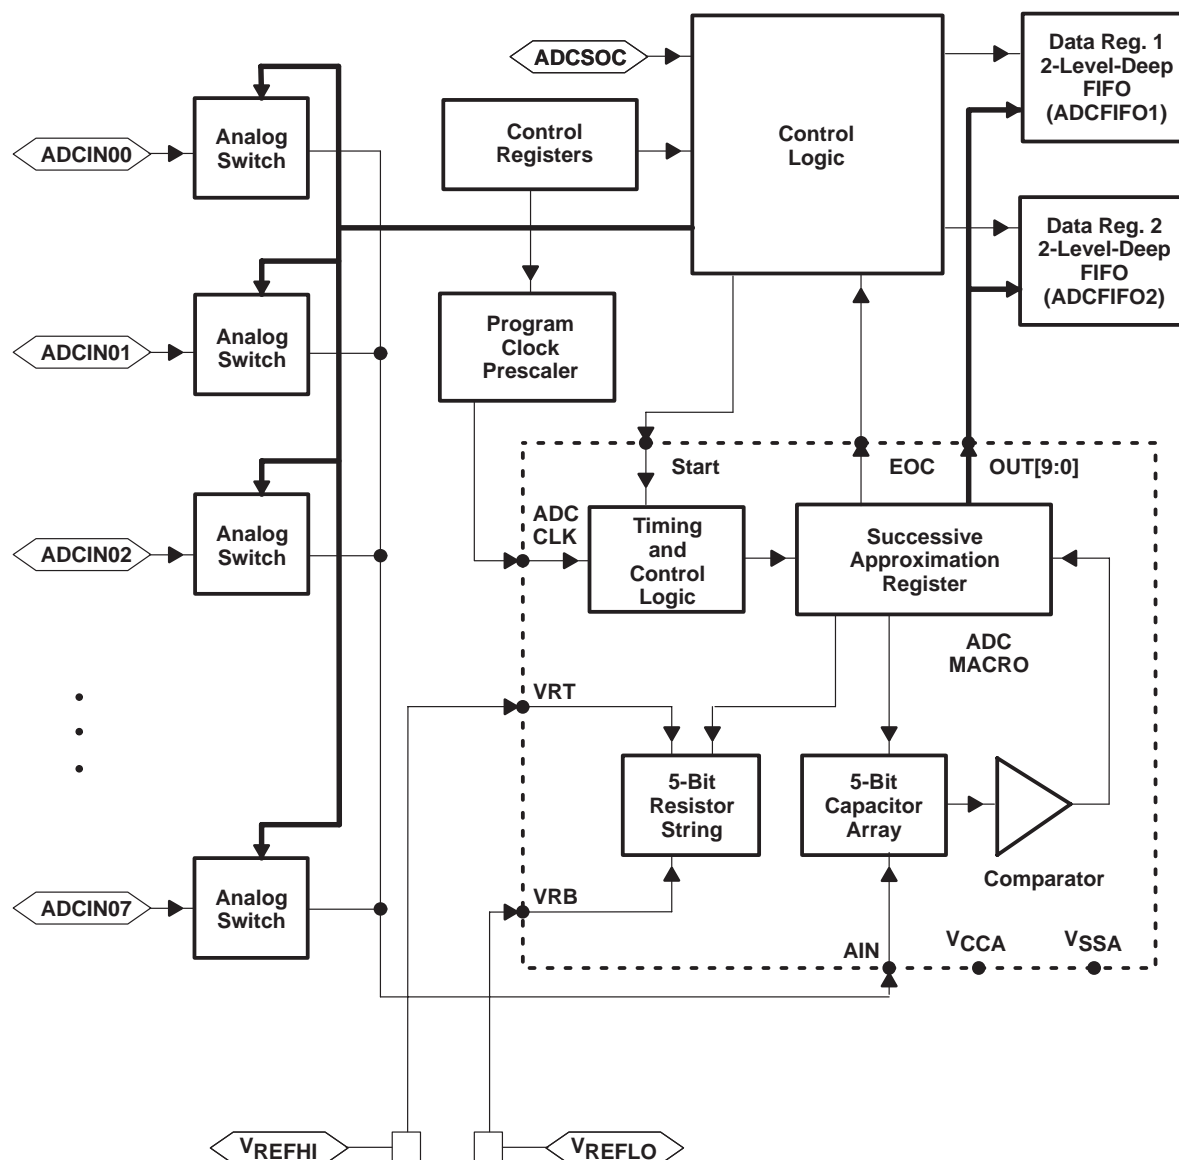 ADCSOC
Data Reg. 1
2-Level-Deep
FIFO
(ADCFIFO1)
ADCIN00
Analog
Switch
Control
Registers
Control
Logic
Data Reg. 2
2-Level-Deep
FIFO
(ADCFIFO2)
ADCIN01
Analog
Switch
Program
Clock
Prescaler
Start
EOC
OUT[9:0]
ADCIN02
Analog
Switch
ADC
CLK
Timing
and
Control
Logic
Successive
Approximation
Register
ADC
MACRO
VRT
5-Bit
Resistor
String
5-Bit
Capacitor
Array
Comparator
ADCIN07
Analog
Switch
VRB
AIN
VCCA
VSSA
VREFHI
VREFLO